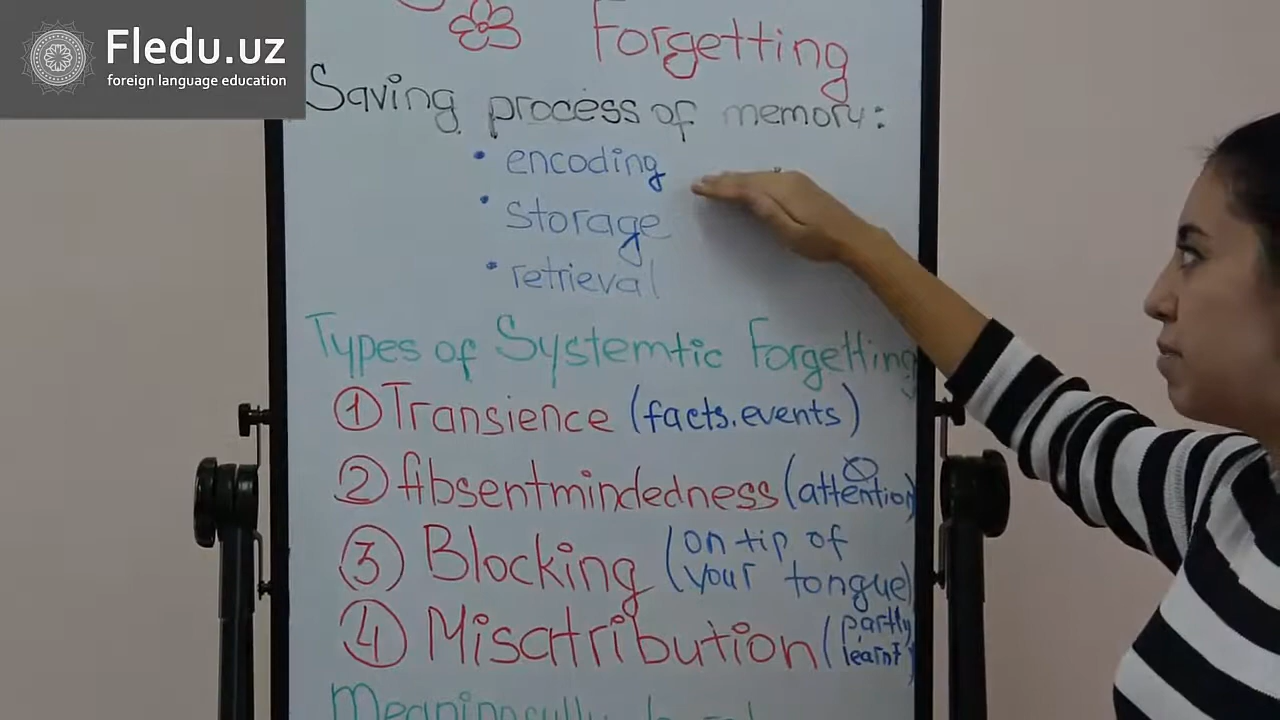 Fledu.uz
foreign language education
Forgetting
Saving process of memory:
• encoding
• storage
• retrieval
Types of Systemtic Forgetting
① Transience (facts.events)
② Absentmindedness (attention)
③ Blocking (on tip of
your tongue)
④ Misatribution (partly
learnt)